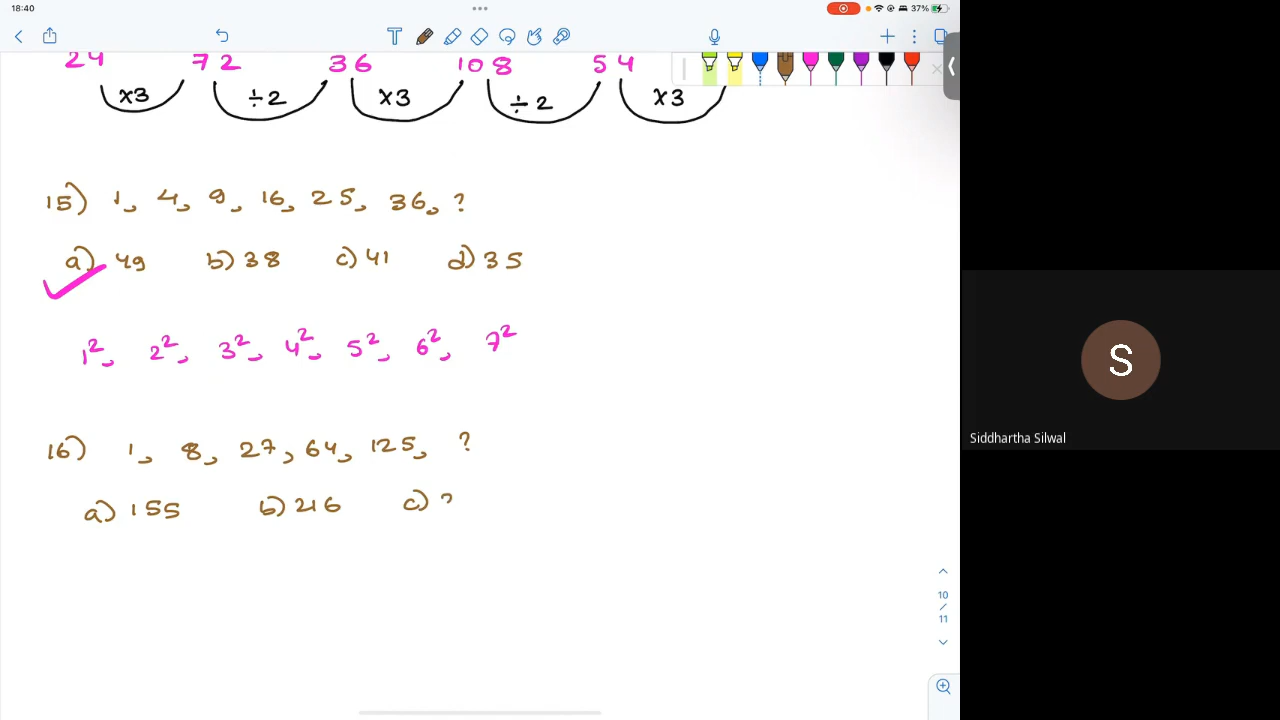 18:40
37%
24 72 36 108 54
x3 ÷2 x3 ÷2 x3
15) 1, 4, 9, 16, 25, 36, ?
a) 49 b) 38 c) 41 d) 35
1², 2², 3², 4², 5², 6², 7²
16) 1, 8, 27, 64, 125, ?
a) 155 b) 216 c)
10
/
11
S
Siddhartha Silwal